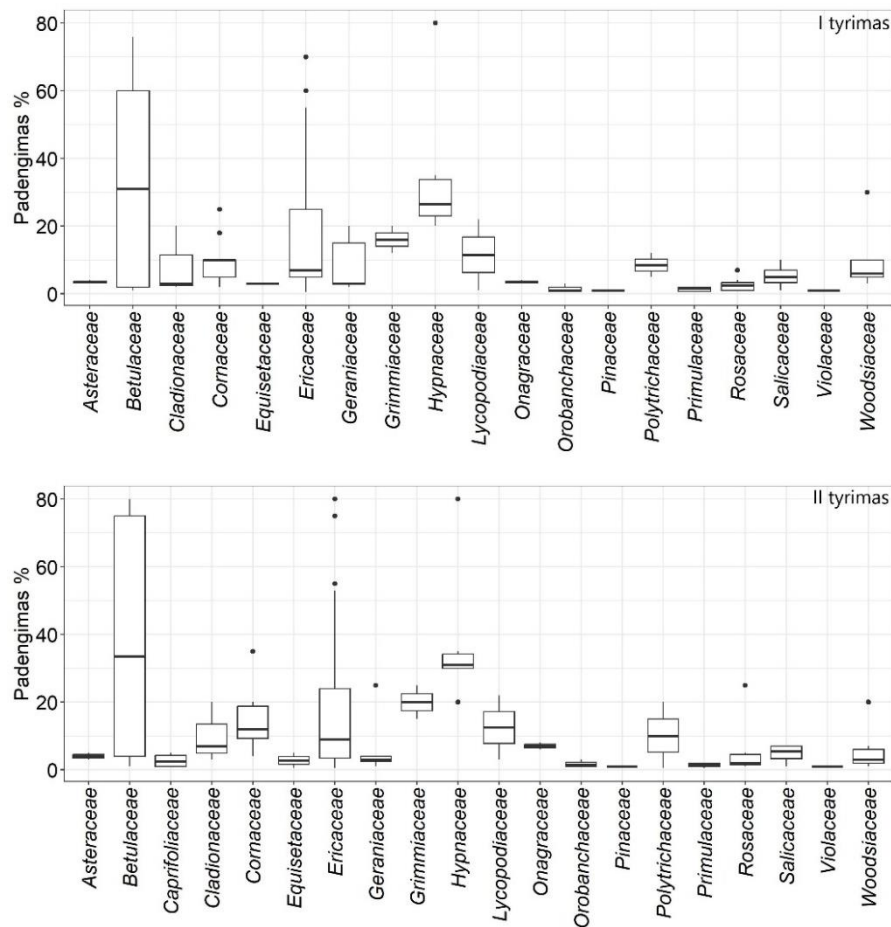 I tyrimas
Padengimas %
80
60
40
20
0
Asteraceae
Betulaceae
Cladionaceae
Cornaceae
Equisetaceae
Ericaceae
Geraniaceae
Grimmiaceae
Hypnaceae
Lycopodiaceae
Onagraceae
Orobanchaceae
Pinaceae
Polytrichaceae
Primulaceae
Rosaceae
Salicaceae
Violaceae
Woodsiaceae
II tyrimas
Padengimas %
80
60
40
20
0
Asteraceae
Betulaceae
Caprifoliaceae
Cladionaceae
Cornaceae
Equisetaceae
Ericaceae
Geraniaceae
Grimmiaceae
Hypnaceae
Lycopodiaceae
Onagraceae
Orobanchaceae
Pinaceae
Polytrichaceae
Primulaceae
Rosaceae
Salicaceae
Violaceae
Woodsiaceae